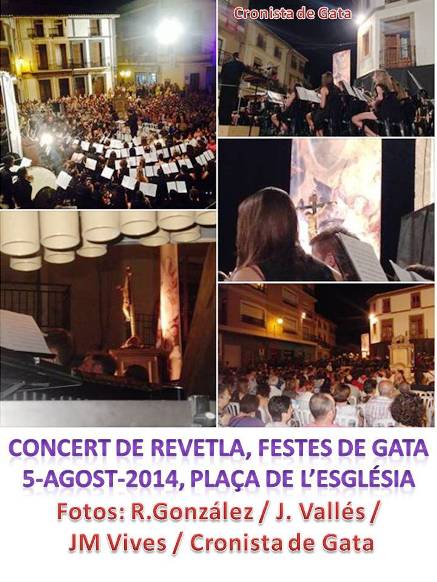 Cronista de Gata
CONCERT DE REVETLA, FESTES DE GATA
5-AGOST-2014, PLAÇA DE L'ESGLÉSIA
Fotos: R.González / J. Vallés /
JM Vives / Cronista de Gata